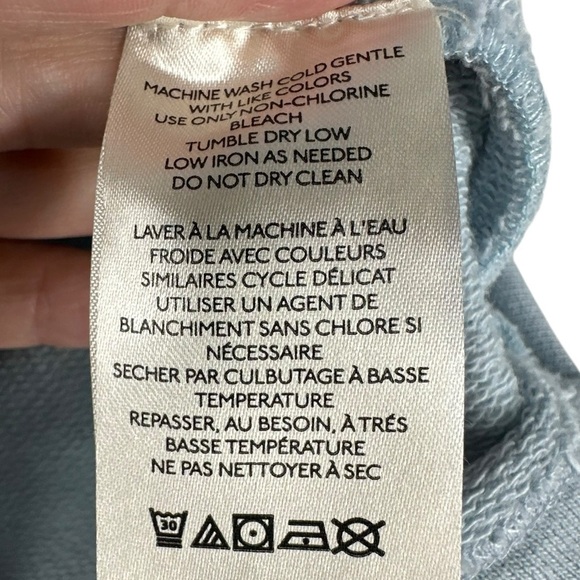 MACHINE WASH COLD GENTLE
WITH LIKE COLORS
USE ONLY NON-CHLORINE
BLEACH
TUMBLE DRY LOW
LOW IRON AS NEEDED
DO NOT DRY CLEAN
LAVER À LA MACHINE À L'EAU
FROIDE AVEC COULEURS
SIMILAIRES CYCLE DÉLICAT
UTILISER UN AGENT DE
BLANCHIMENT SANS CHLORE SI
NÉCESSAIRE
SECHER PAR CULBUTAGE À BASSE
TEMPERATURE
REPASSER, AU BESOIN, À TRÉS
BASSE TEMPÉRATURE
NE PAS NETTOYER À SEC
30